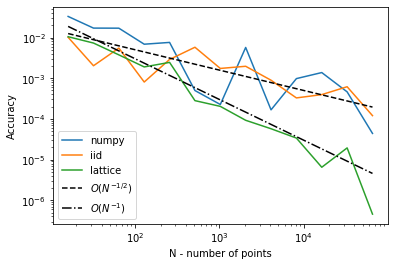 10⁻²
10⁻³
10⁻⁴
10⁻⁵
10⁻⁶
Accuracy
numpy
iid
lattice
O(N⁻¹/²)
O(N⁻¹)
10² 10³ 10⁴
N - number of points